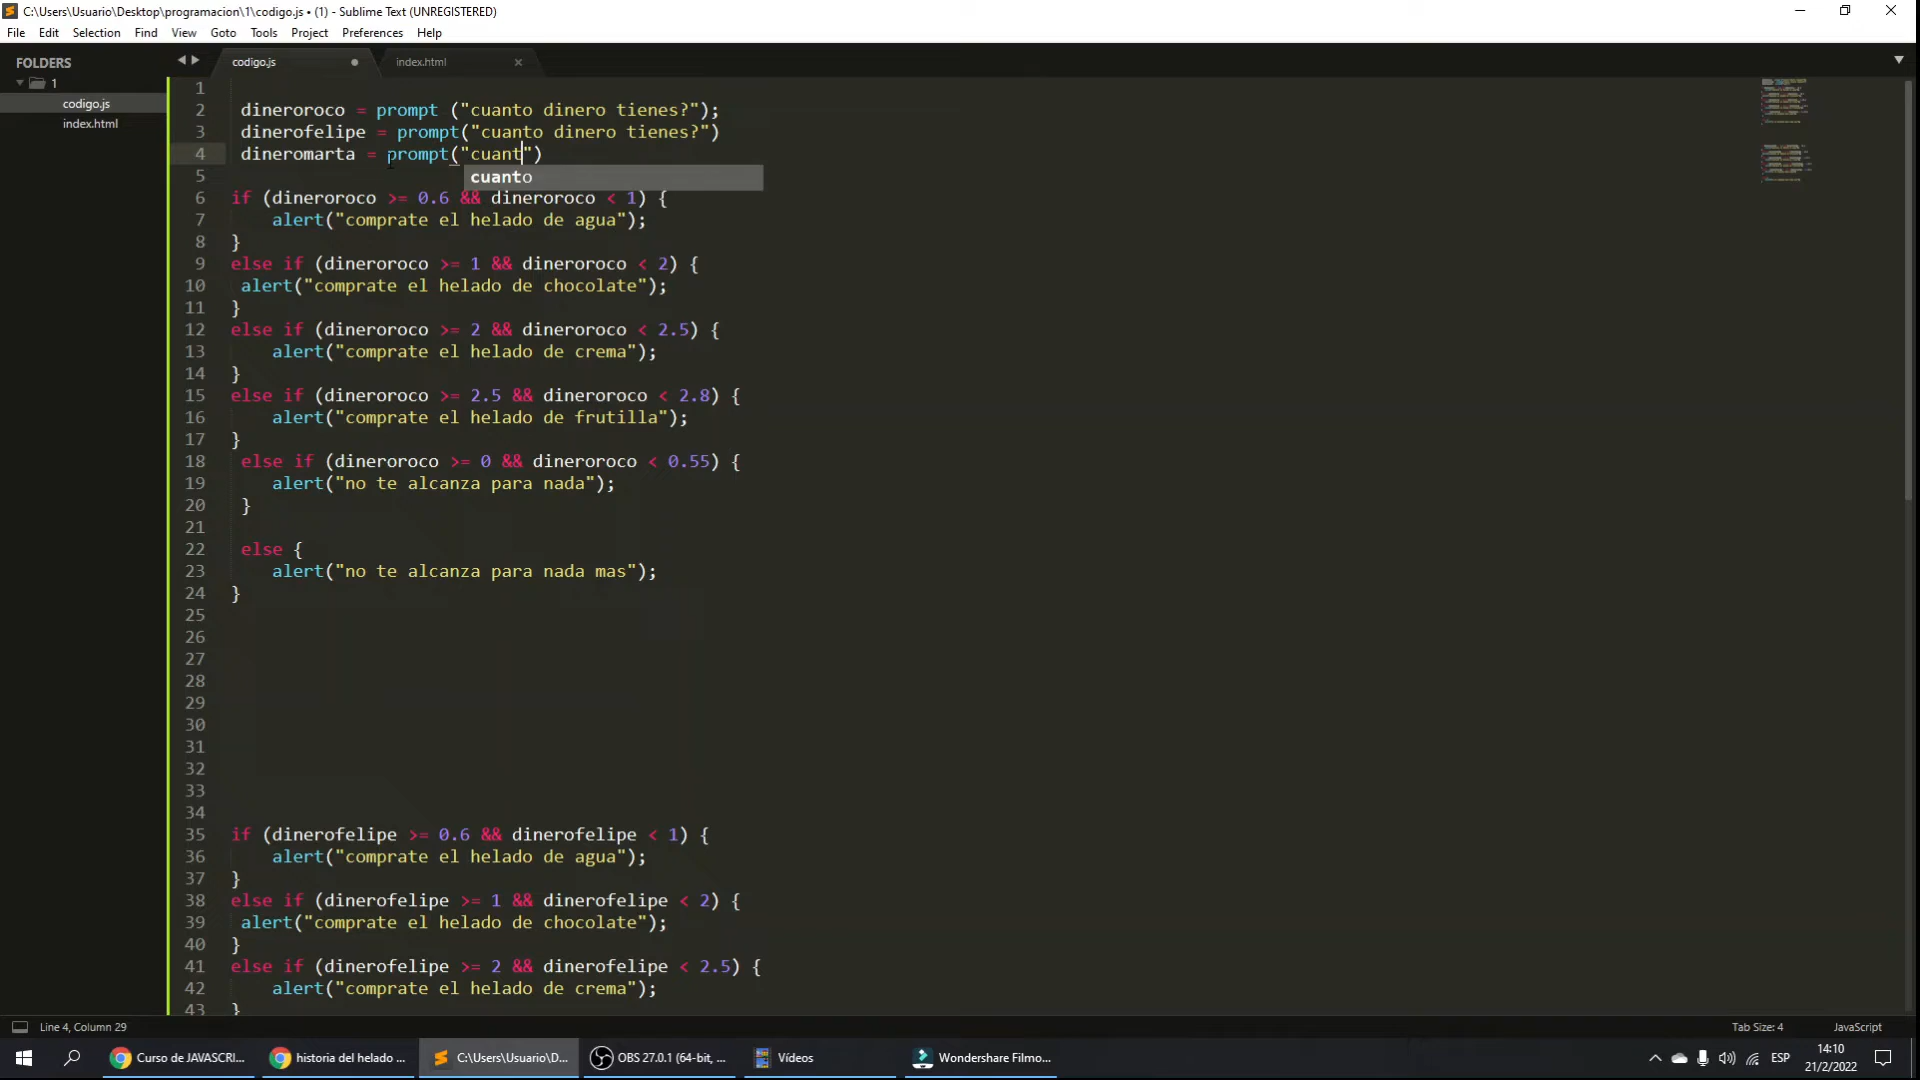 C:\Users\Usuario\Desktop\programacion\1\codigo.js • (1) - Sublime Text (UNREGISTERED)
File Edit Selection Find View Goto Tools Project Preferences Help
FOLDERS
1
codigo.js
index.html
codigo.js
index.html
1
2 dineroroco = prompt ("cuanto dinero tienes?");
3 dinerofelipe = prompt("cuanto dinero tienes?")
4 dineromarta = prompt("cuant")
cuanto
5
6 if (dineroroco >= 0.6 && dineroroco < 1) {
7 alert("comprate el helado de agua");
8 }
9 else if (dineroroco >= 1 && dineroroco < 2) {
10 alert("comprate el helado de chocolate");
11 }
12 else if (dineroroco >= 2 && dineroroco < 2.5) {
13 alert("comprate el helado de crema");
14 }
15 else if (dineroroco >= 2.5 && dineroroco < 2.8) {
16 alert("comprate el helado de frutilla");
17 }
18 else if (dineroroco >= 0 && dineroroco < 0.55) {
19 alert("no te alcanza para nada");
20 }
21
22 else {
23 alert("no te alcanza para nada mas");
24 }
25
26
27
28
29
30
31
32
33
34
35 if (dinerofelipe >= 0.6 && dinerofelipe < 1) {
36 alert("comprate el helado de agua");
37 }
38 else if (dinerofelipe >= 1 && dinerofelipe < 2) {
39 alert("comprate el helado de chocolate");
40 }
41 else if (dinerofelipe >= 2 && dinerofelipe < 2.5) {
42 alert("comprate el helado de crema");
43 }
Line 4, Column 29
Tab Size: 4
JavaScript
Curso de JAVASCRI...
historia del helado ...
C:\Users\Usuario\D...
OBS 27.0.1 (64-bit, ...
Vídeos
Wondershare Filmo...
ESP
14:10
21/2/2022